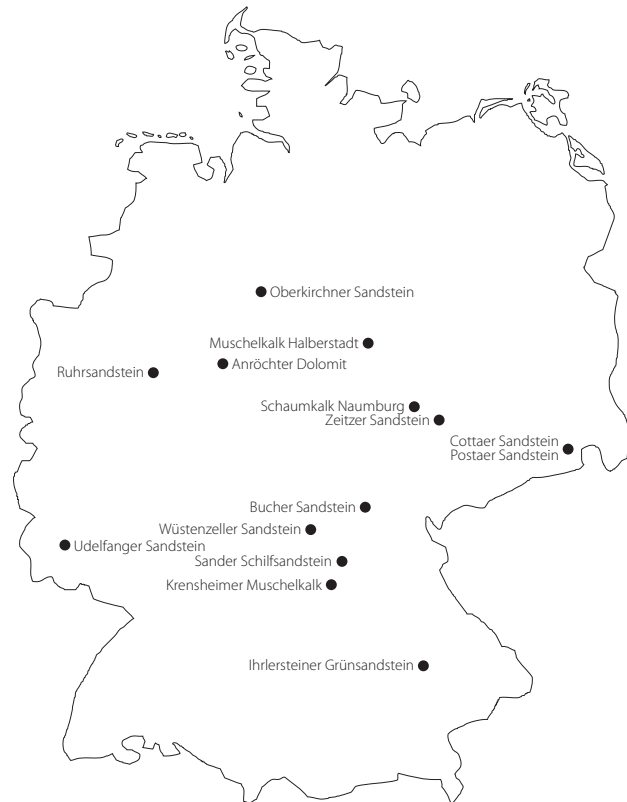 Oberkirchner Sandstein
Muschelkalk Halberstadt
Anröchter Dolomit
Ruhrsandstein
Schaumkalk Naumburg
Zeitzer Sandstein
Cottaer Sandstein
Postaer Sandstein
Bucher Sandstein
Wüstenzeller Sandstein
Udelfanger Sandstein
Sander Schilfsandstein
Krensheimer Muschelkalk
Ihrlersteiner Grünsandstein